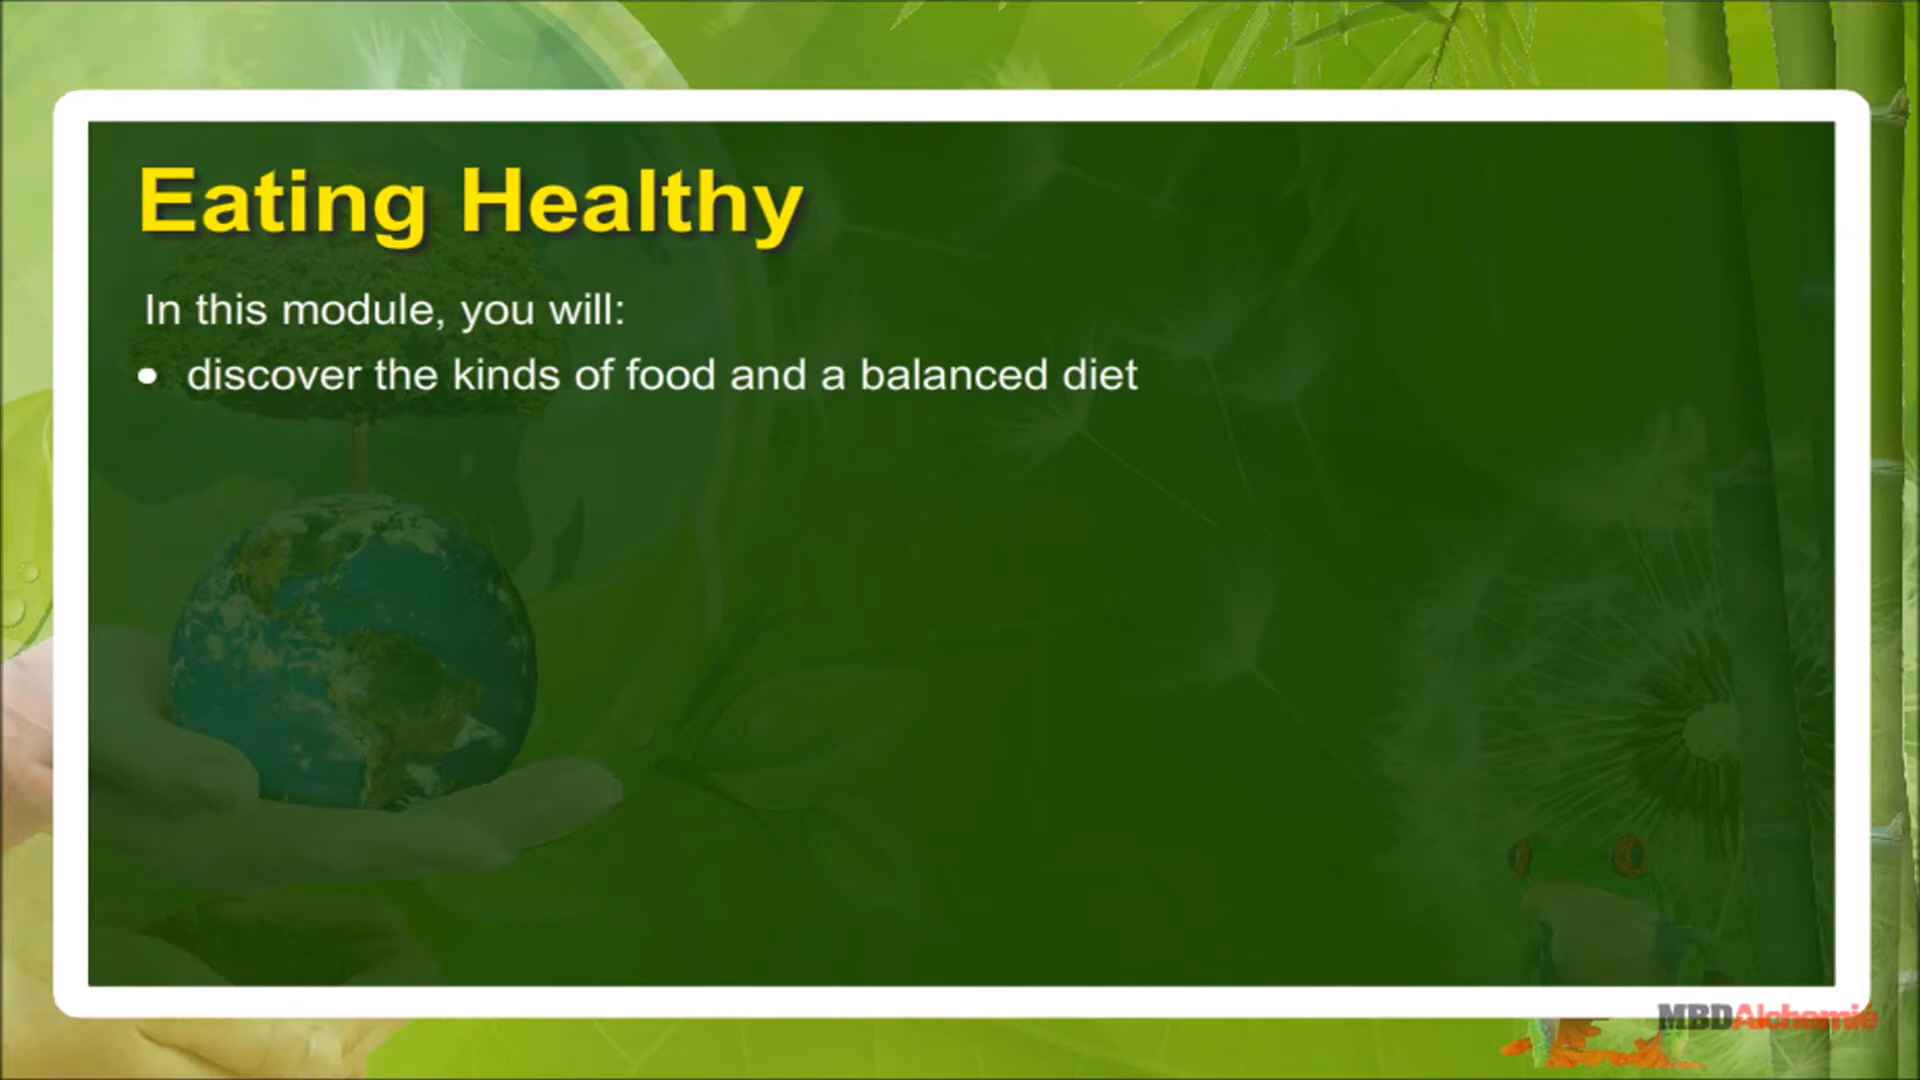 Eating Healthy
In this module, you will:
• discover the kinds of food and a balanced diet
MBDAlchemie